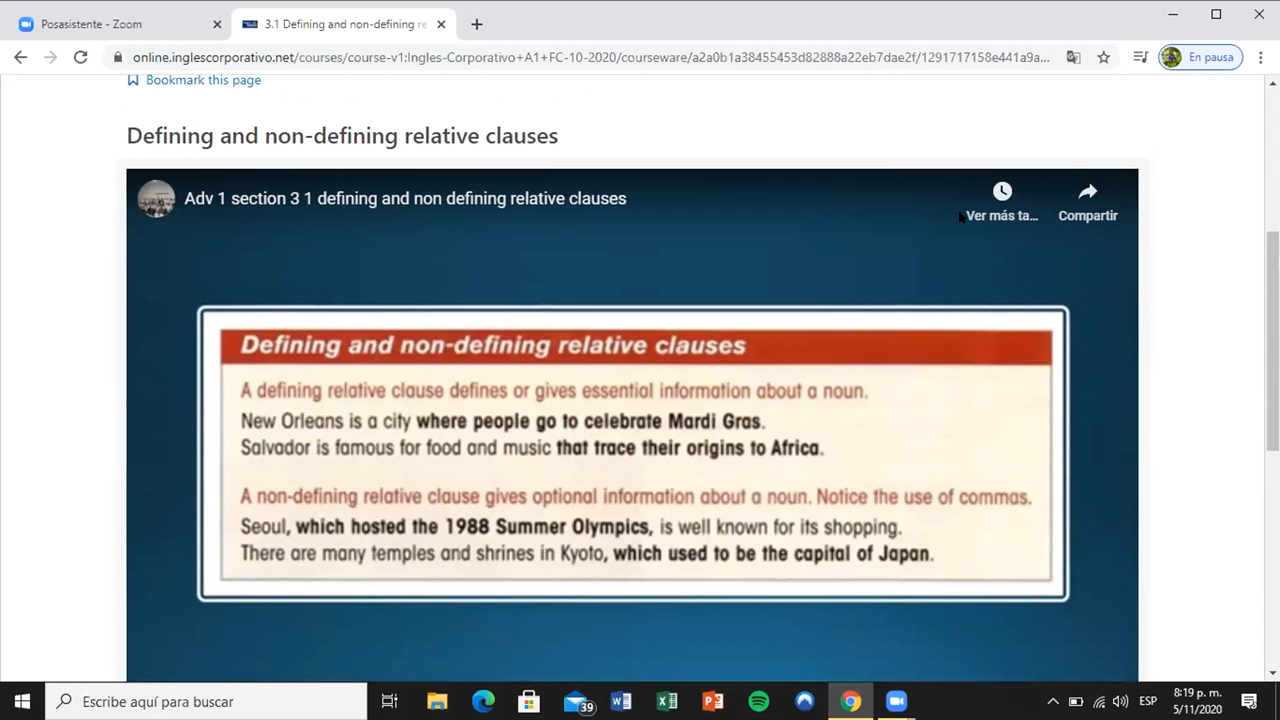 Posasistente - Zoom
3.1 Defining and non-defining re
online.inglescorporativo.net/courses/course-v1:Ingles-Corporative+A1+FC-10-2020/courseware/a2a0b1a38455453d82888a22eb7dae2f/1291717158e441a9a...
En pausa
Bookmark this page
Defining and non-defining relative clauses
Adv 1 section 3 1 defining and non defining relative clauses
Ver más ta...
Compartir
Defining and non-defining relative clauses
A defining relative clause defines or gives essential information about a noun.
New Orleans is a city where people go to celebrate Mardi Gras.
Salvador is famous for food and music that trace their origins to Africa.
A non-defining relative clause gives optional information about a noun. Notice the use of commas.
Seoul, which hosted the 1988 Summer Olympics, is well known for its shopping.
There are many temples and shrines in Kyoto, which used to be the capital of Japan.
Escribe aquí para buscar
39
ESP
8:19 p. m.
5/11/2020